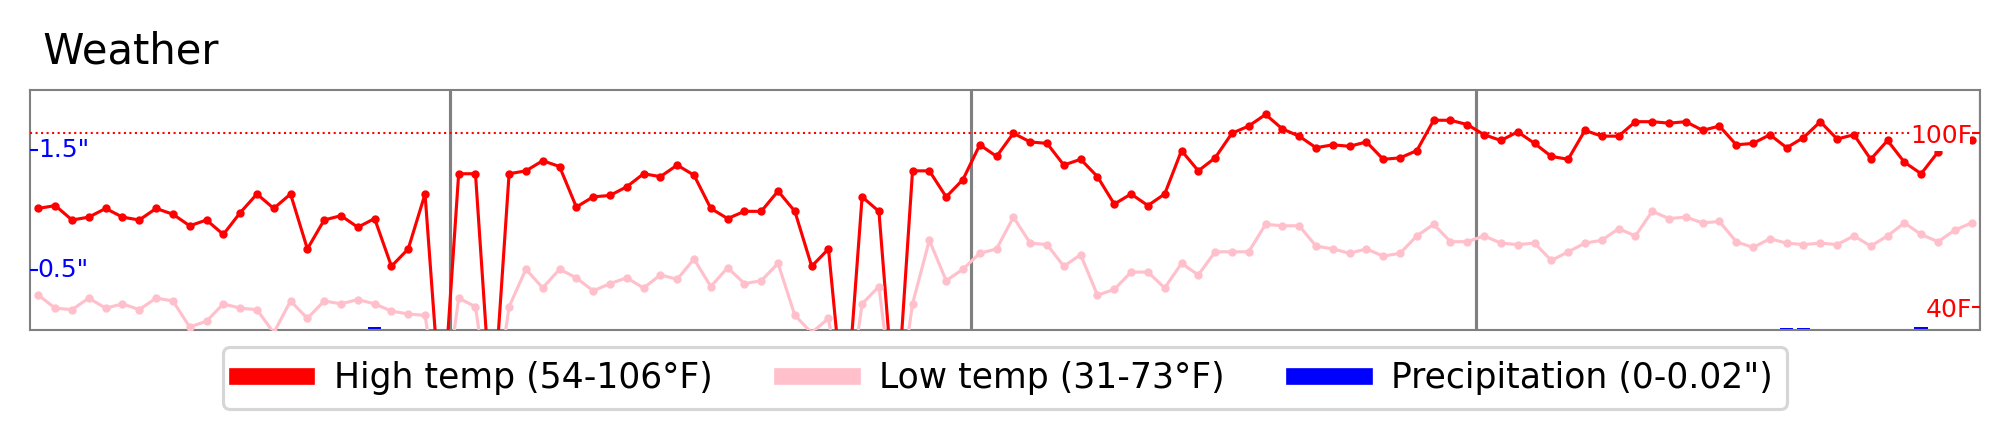 Weather
1.5"
100F
0.5"
40F
High temp (54-106°F) Low temp (31-73°F) Precipitation (0-0.02")